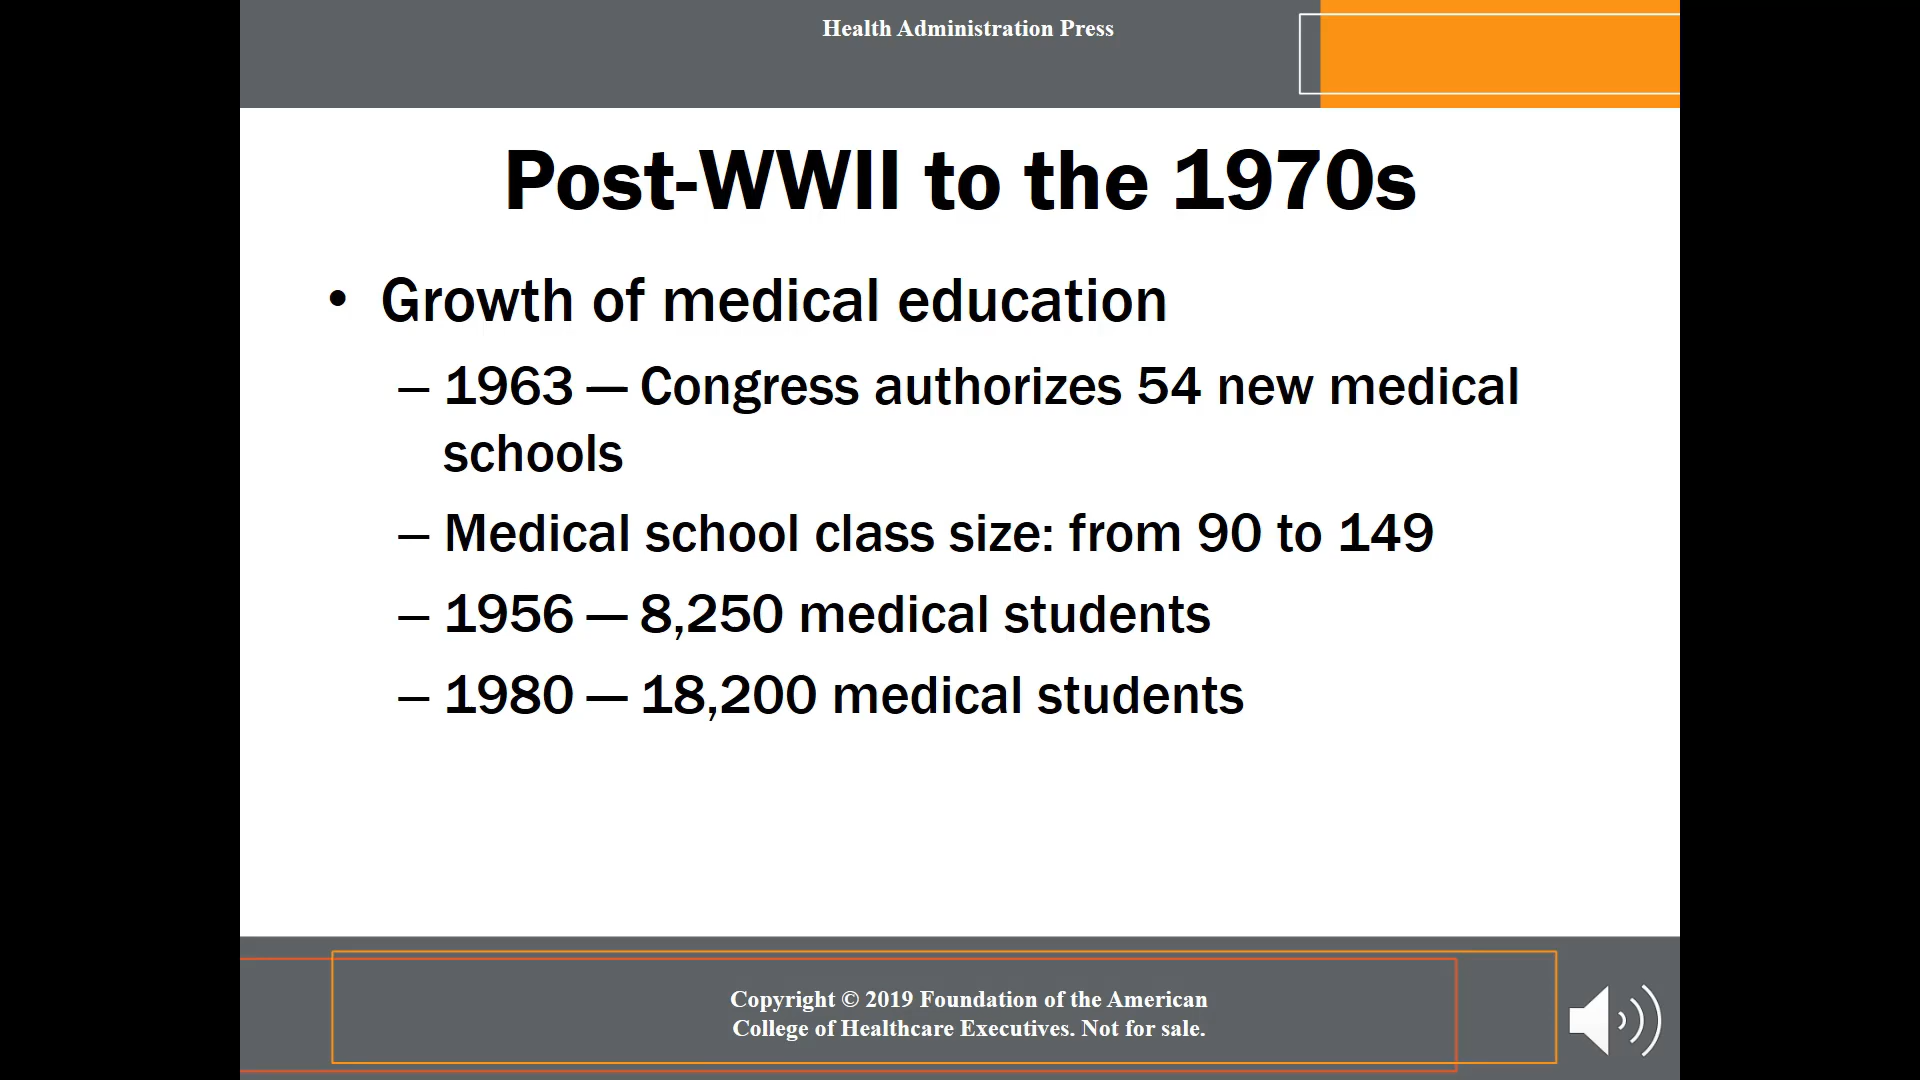 Health Administration Press
Post-WWII to the 1970s
• Growth of medical education
– 1963 — Congress authorizes 54 new medical
schools
– Medical school class size: from 90 to 149
– 1956 — 8,250 medical students
– 1980 — 18,200 medical students
Copyright © 2019 Foundation of the American
College of Healthcare Executives. Not for sale.